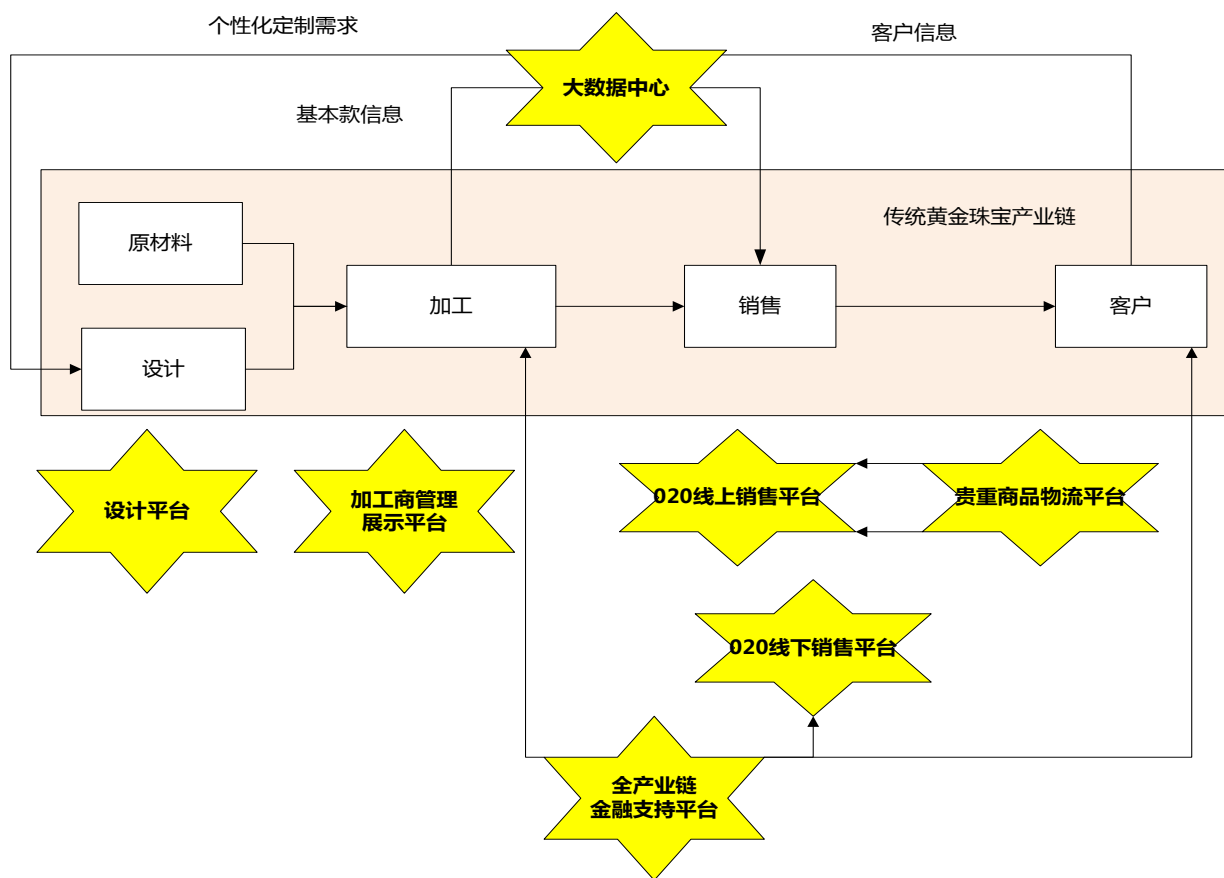 个性化定制需求
客户信息
大数据中心
基本款信息
传统黄金珠宝产业链
原材料
加工
销售
客户
设计
设计平台
加工商管理
展示平台
020线上销售平台
贵重商品物流平台
020线下销售平台
全产业链
金融支持平台